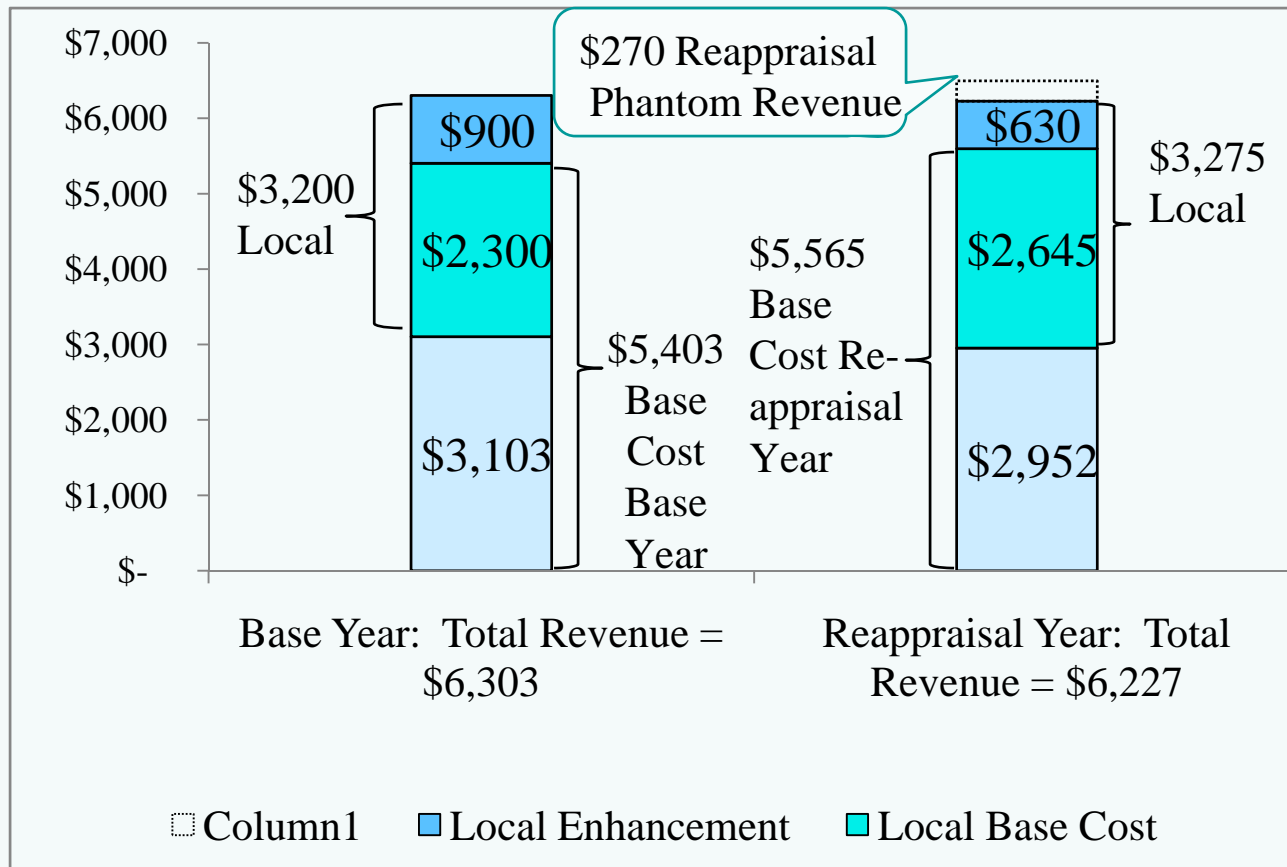 $7,000
$6,000
$5,000
$4,000
$3,000
$2,000
$1,000
$-
$270 Reappraisal
Phantom Revenue
$900
$2,300
$3,103
$3,200
Local
$5,403
Base
Cost
Base
Year
$5,565
Base
Cost Re-
appraisal
Year
$630
$2,645
$2,952
$3,275
Local
Base Year: Total Revenue =
$6,303
Reappraisal Year: Total
Revenue = $6,227
Column1
Local Enhancement
Local Base Cost